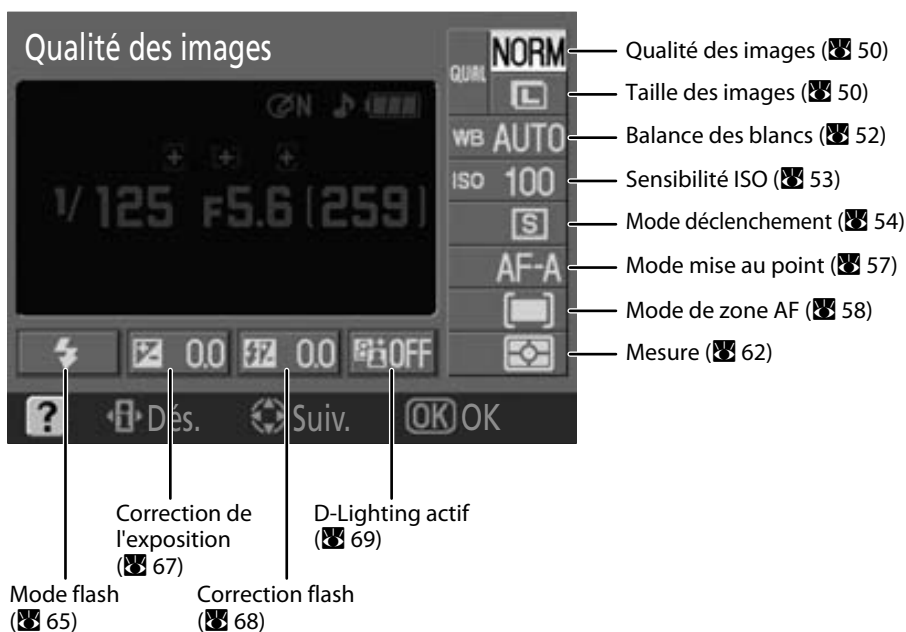 Qualité des images
QUAL NORM
L
N
WB AUTO
ISO 100
1/125 F5.6 [259]
S
AF-A
0.0
0.0
OFF
? Dés. Suiv. OK OK
Qualité des images (50)
Taille des images (50)
Balance des blancs (52)
Sensibilité ISO (53)
Mode déclenchement (54)
Mode mise au point (57)
Mode de zone AF (58)
Mesure (62)
Correction de
l'exposition
(67)
D-Lighting actif
(69)
Mode flash
(65)
Correction flash
(68)